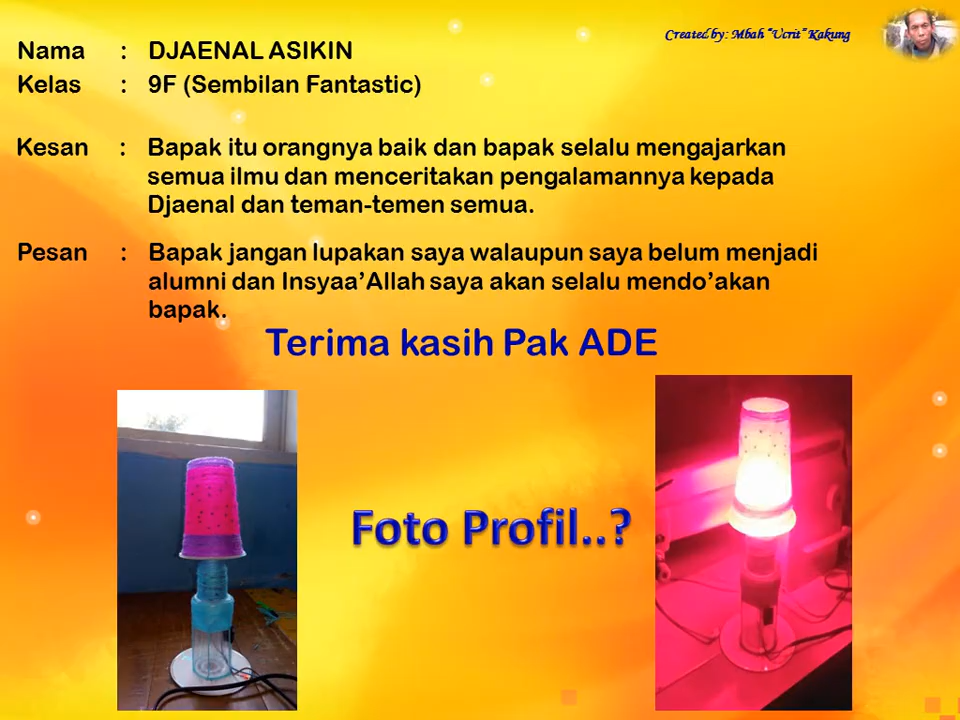 Created by: Mbah "Ucrit" Kakung
Nama : DJAENAL ASIKIN
Kelas : 9F (Sembilan Fantastic)
Kesan : Bapak itu orangnya baik dan bapak selalu mengajarkan
semua ilmu dan menceritakan pengalamannya kepada
Djaenal dan teman-temen semua.
Pesan : Bapak jangan lupakan saya walaupun saya belum menjadi
alumni dan Insyaa’Allah saya akan selalu mendo’akan
bapak.
Terima kasih Pak ADE
Foto Profil..?